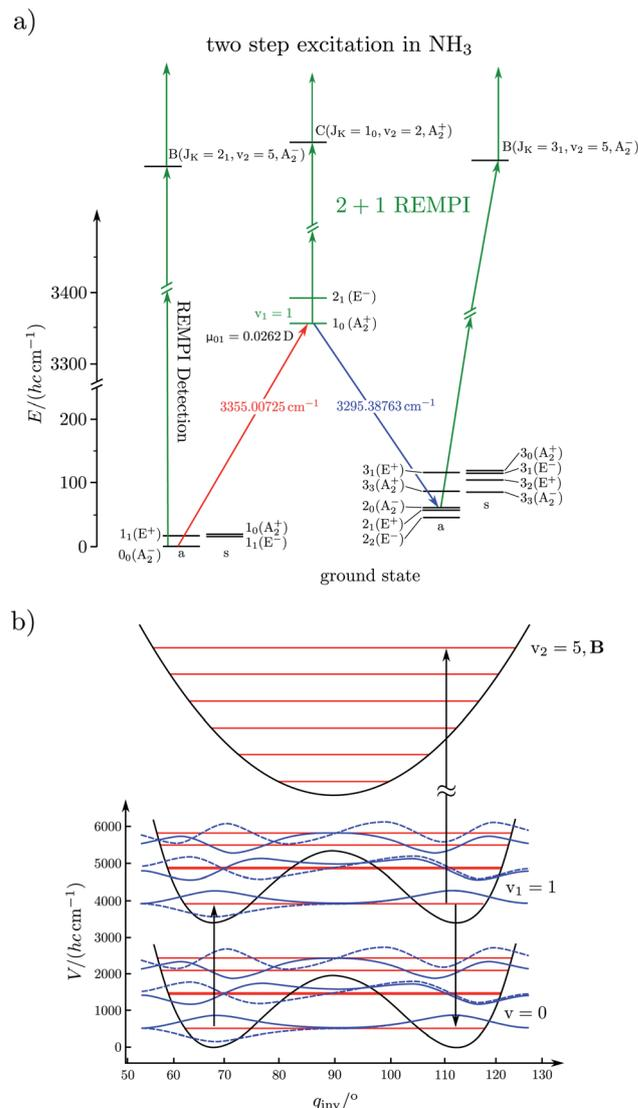 a)
two step excitation in NH₃
C(J_K = 1₀, v₂ = 2, A₂⁺)
B(J_K = 2₁, v₂ = 5, A₂⁻)
B(J_K = 3₁, v₂ = 5, A₂⁻)
2 + 1 REMPI
REMPI Detection
E/(hc cm⁻¹)
3400
3300
200
100
0
2₁(E⁻)
v₁ = 1
1₀(A₂⁺)
μ₀₁ = 0.0262 D
3355.00725 cm⁻¹
3295.38763 cm⁻¹
1₁(E⁺)
0₀(A₂⁻)
a
s
1₀(A₂⁺)
1₁(E⁻)
3₁(E⁺)
3₃(A₂⁺)
2₀(A₂⁻)
2₁(E⁺)
2₂(E⁻)
a
s
3₀(A₂⁺)
3₁(E⁻)
3₂(E⁺)
3₃(A₂⁻)
ground state
b)
v₂ = 5, B
6000
5000
4000
3000
2000
1000
0
V/(hc cm⁻¹)
v₁ = 1
v = 0
50 60 70 80 90 100 110 120 130
q_inv/°